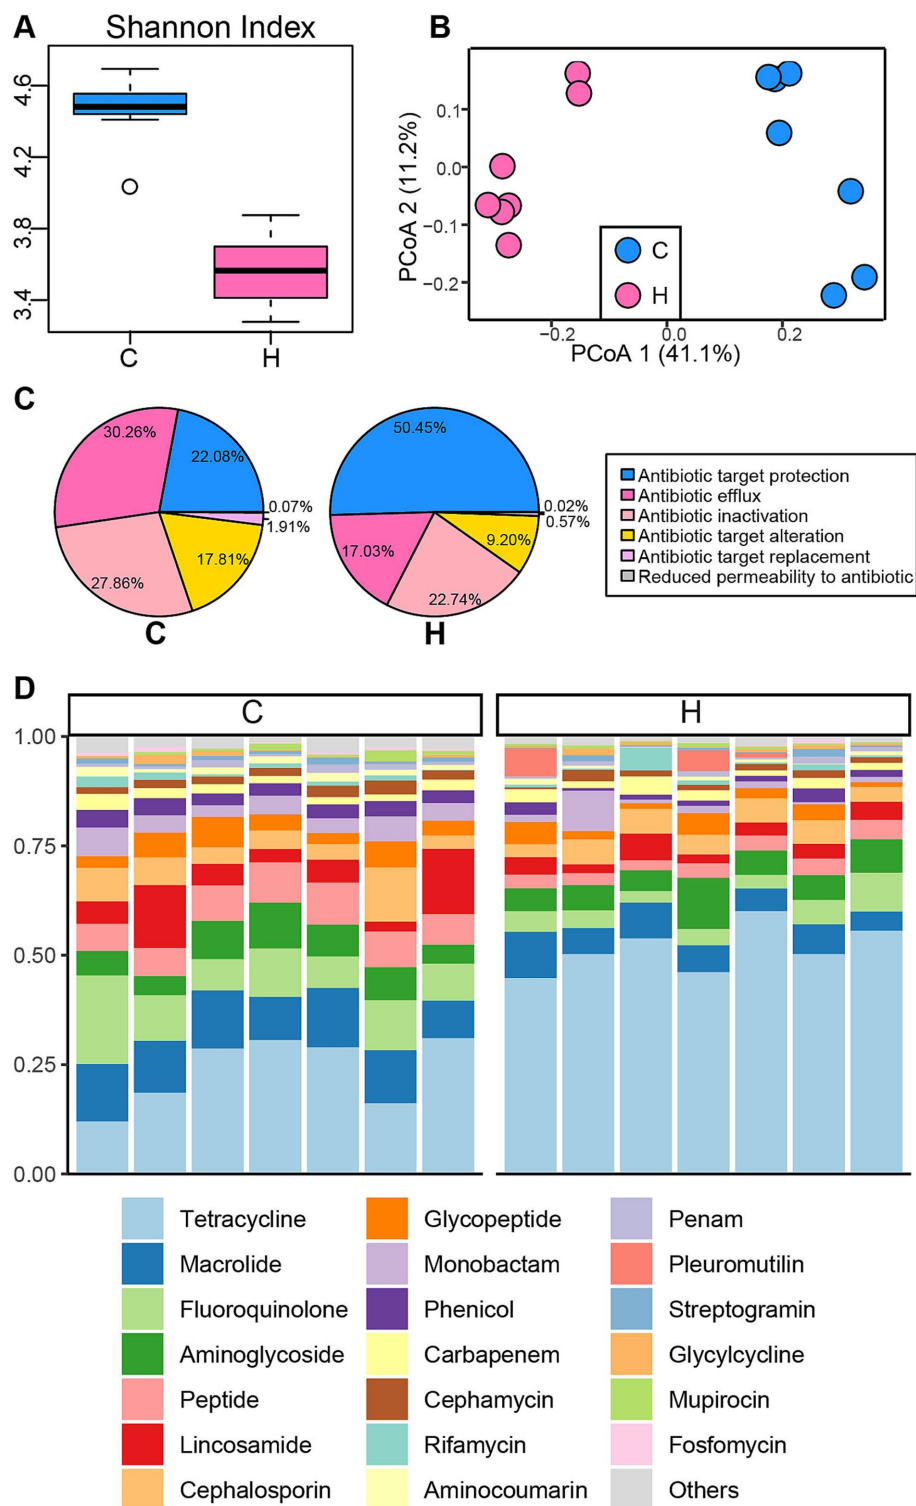 A
Shannon Index
4.6
4.2
3.8
3.4
C
H
B
PCoA 2 (11.2%)
0.1
0.0
−0.1
−0.2
C
H
−0.2
0.0
0.2
PCoA 1 (41.1%)
C
30.26%
22.08%
0.07%
1.91%
17.81%
27.86%
C
50.45%
0.02%
0.57%
9.20%
17.03%
22.74%
H
Antibiotic target protection
Antibiotic efflux
Antibiotic inactivation
Antibiotic target alteration
Antibiotic target replacement
Reduced permeability to antibiotic
D
C
H
1.00
0.75
0.50
0.25
0.00
Tetracycline
Macrolide
Fluoroquinolone
Aminoglycoside
Peptide
Lincosamide
Cephalosporin
Glycopeptide
Monobactam
Phenicol
Carbapenem
Cephamycin
Rifamycin
Aminocoumarin
Penam
Pleuromutilin
Streptogramin
Glycylcycline
Mupirocin
Fosfomycin
Others